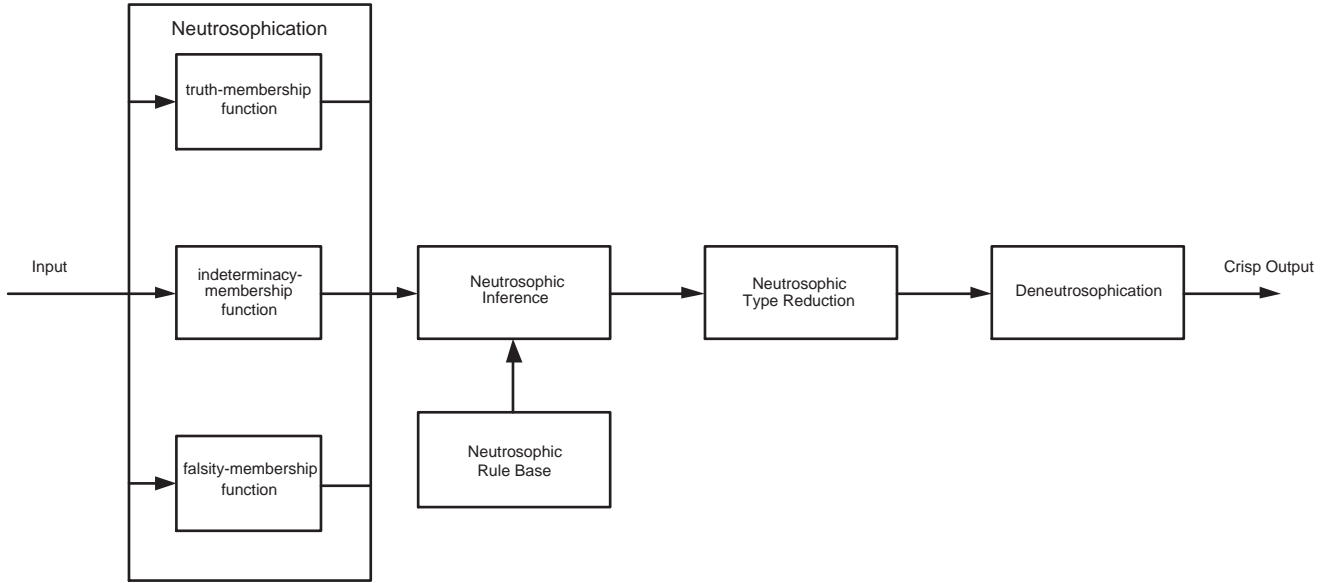 Neutrosophication
truth-membership
function
Input
indeterminacy-
membership
function
Neutrosophic
Inference
Neutrosophic
Type Reduction
Deneutrosophication
Crisp Output
Neutrosophic
Rule Base
falsity-membership
function